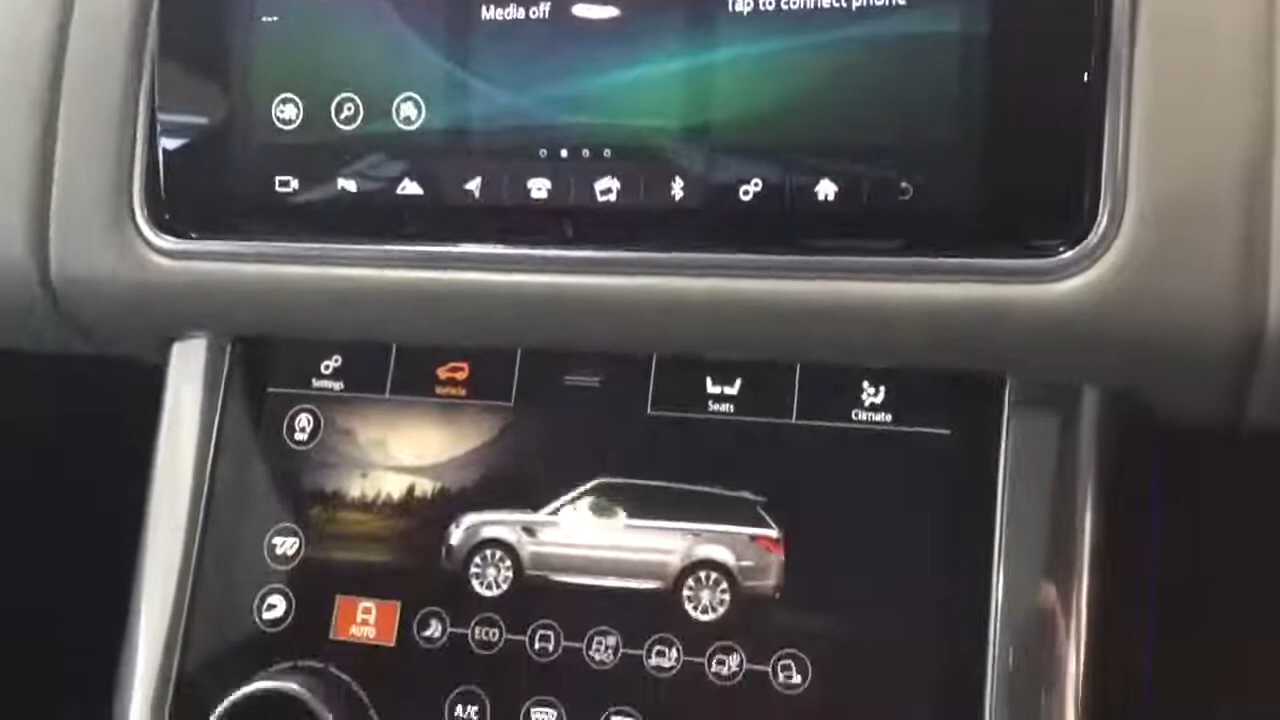 ---
Media off
Tap to connect phone
Settings
Vehicle
Seats
Climate
OFF
AUTO
ECO
A/C